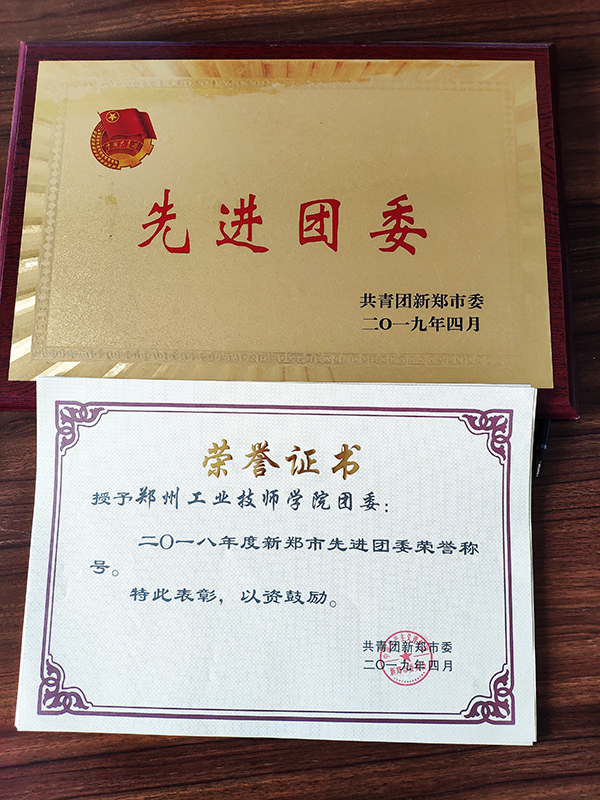 先进团委
共青团新郑市委
二〇一九年四月
荣誉证书
授予郑州工业技师学院团委：
二〇一八年度新郑市先进团委荣誉称
号。
特此表彰，以资鼓励。
共青团新郑市委
二〇一九年四月